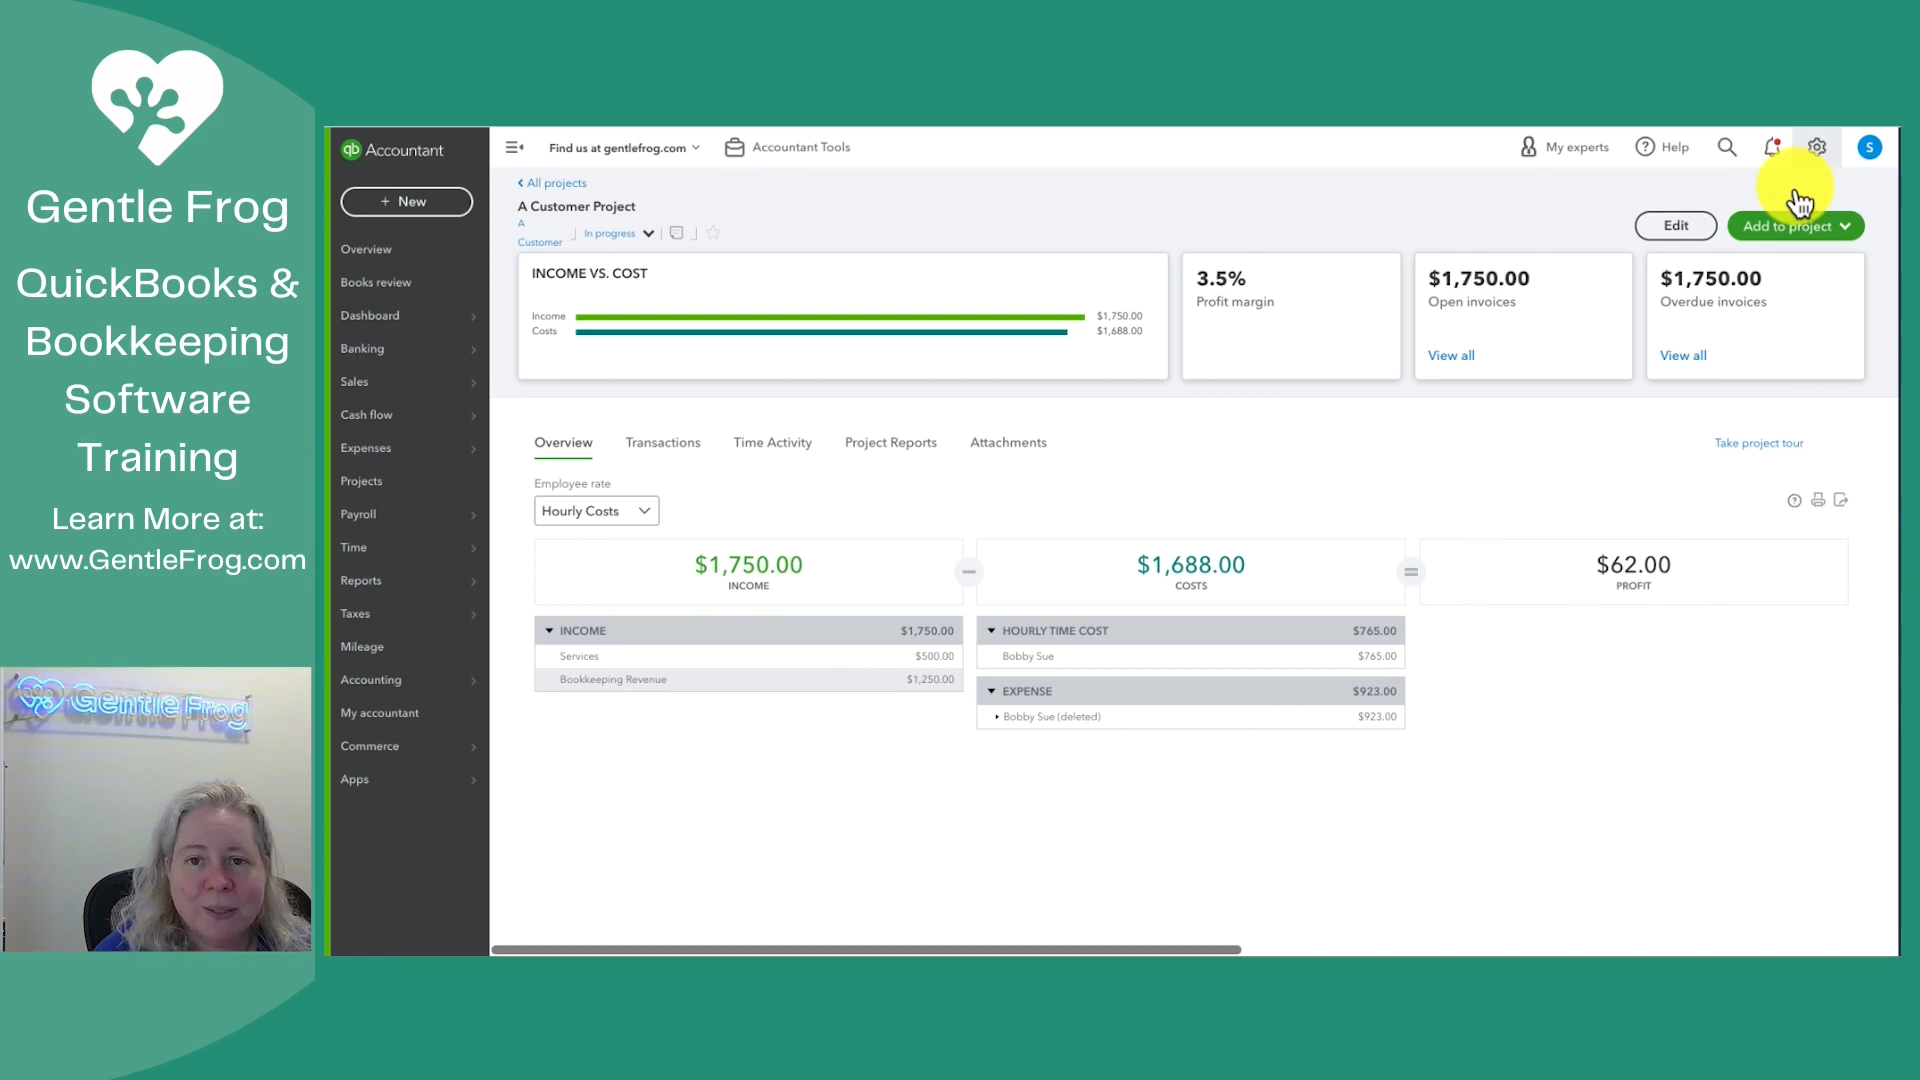 Gentle Frog
QuickBooks &
Bookkeeping
Software
Training
Learn More at:
www.GentleFrog.com
Gentle Frog
qb Accountant
+ New
Overview
Books review
Dashboard
Banking
Sales
Cash flow
Expenses
Projects
Payroll
Time
Reports
Taxes
Mileage
Accounting
My accountant
Commerce
Apps
Find us at gentlefrog.com
Accountant Tools
My experts
Help
S
All projects
A Customer Project
A
Customer
In progress
Edit
Add to project
INCOME VS. COST
Income $1,750.00
Costs $1,688.00
3.5%
Profit margin
$1,750.00
Open invoices
View all
$1,750.00
Overdue invoices
View all
Overview Transactions Time Activity Project Reports Attachments
Take project tour
Employee rate
Hourly Costs
$1,750.00
INCOME
$1,688.00
COSTS
$62.00
PROFIT
INCOME $1,750.00
Services $500.00
Bookkeeping Revenue $1,250.00
HOURLY TIME COST $765.00
Bobby Sue $765.00
EXPENSE $923.00
Bobby Sue (deleted) $923.00